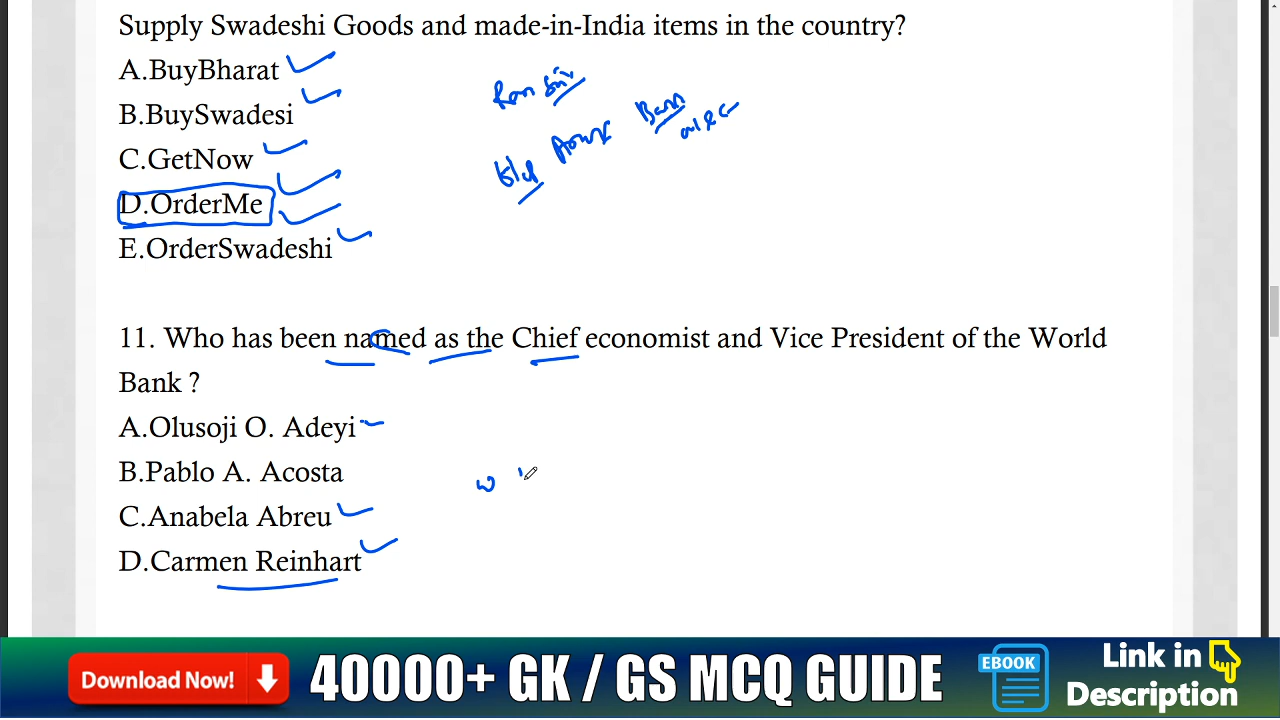 Supply Swadeshi Goods and made-in-India items in the country?
A.BuyBharat
B.BuySwadesi
C.GetNow
D.OrderMe
E.OrderSwadeshi
11. Who has been named as the Chief economist and Vice President of the World
Bank ?
A.Olusoji O. Adeyi
B.Pablo A. Acosta
C.Anabela Abreu
D.Carmen Reinhart
w
Download Now!
40000+ GK / GS MCQ GUIDE
EBOOK
Link in
Description